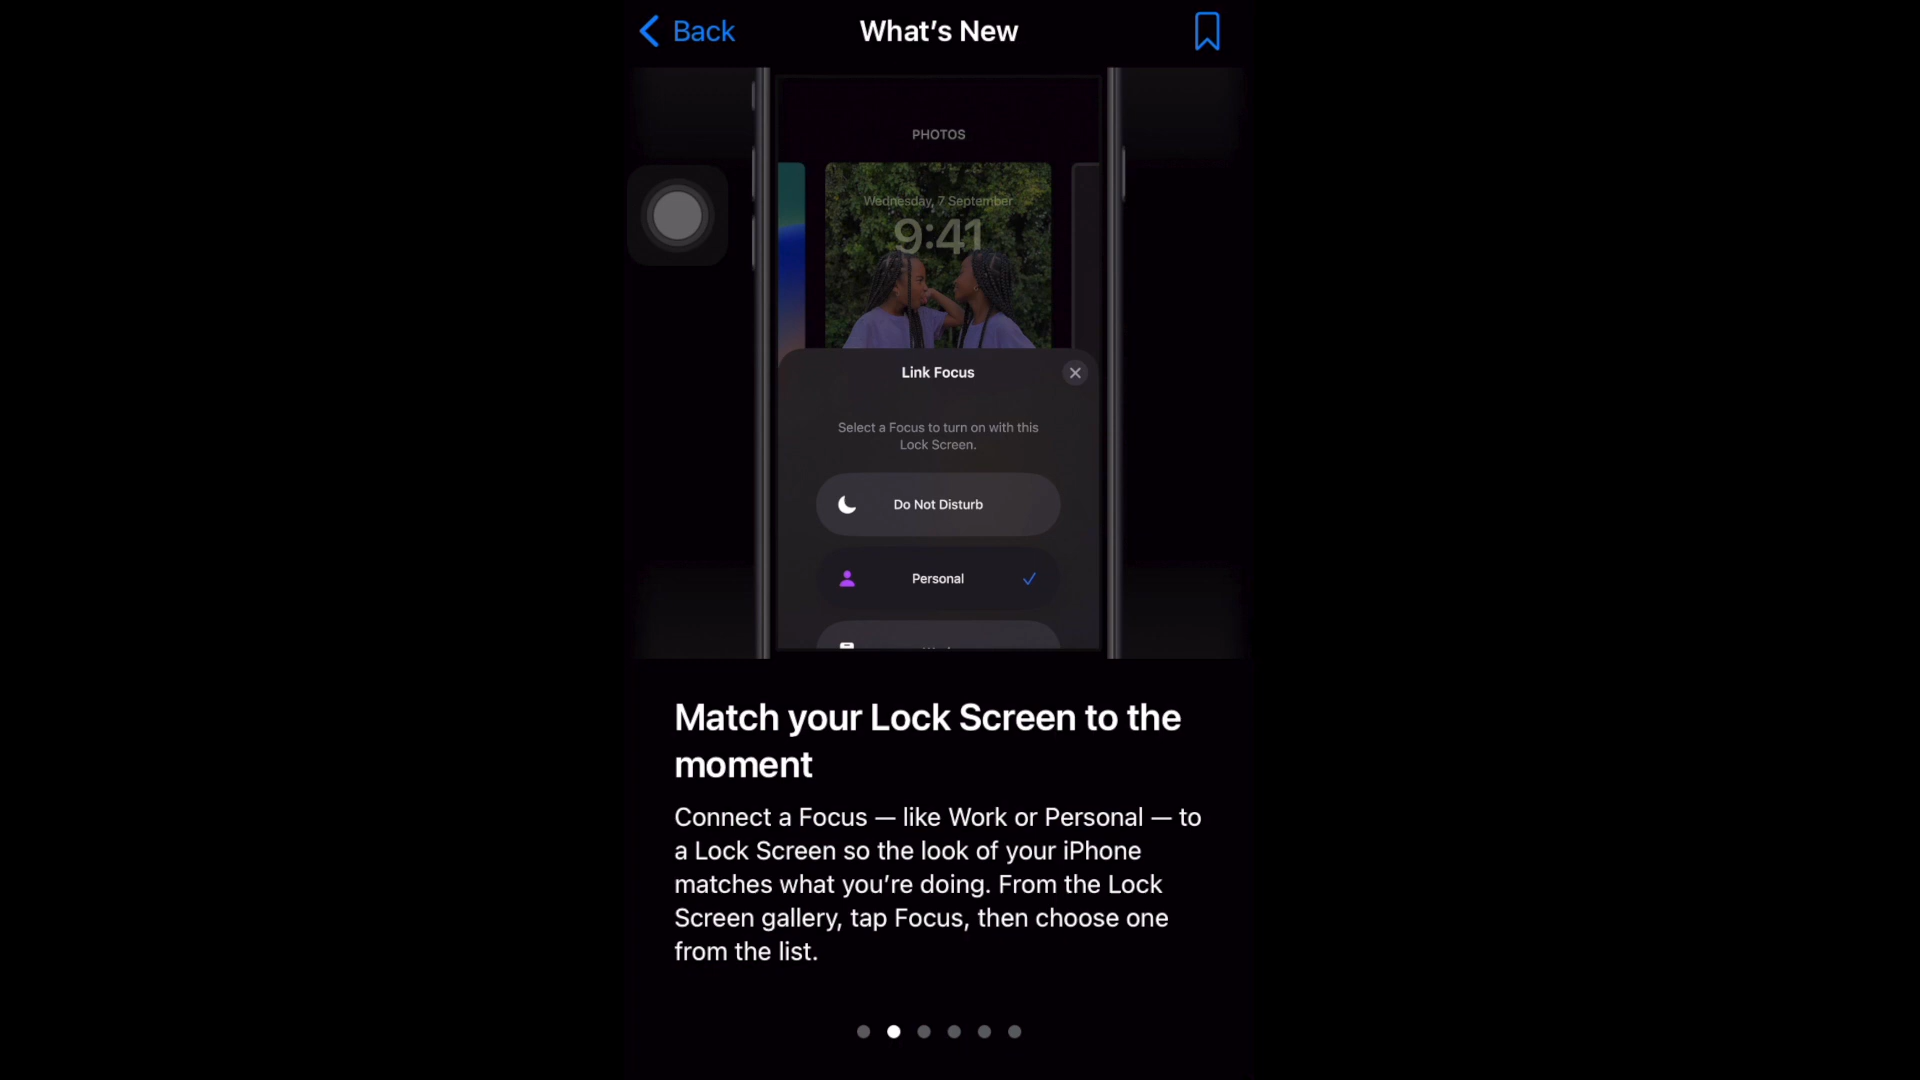 Back
What's New
PHOTOS
Wednesday, 7 September
9:41
Link Focus
Select a Focus to turn on with this
Lock Screen.
Do Not Disturb
Personal
Match your Lock Screen to the
moment
Connect a Focus — like Work or Personal — to
a Lock Screen so the look of your iPhone
matches what you're doing. From the Lock
Screen gallery, tap Focus, then choose one
from the list.